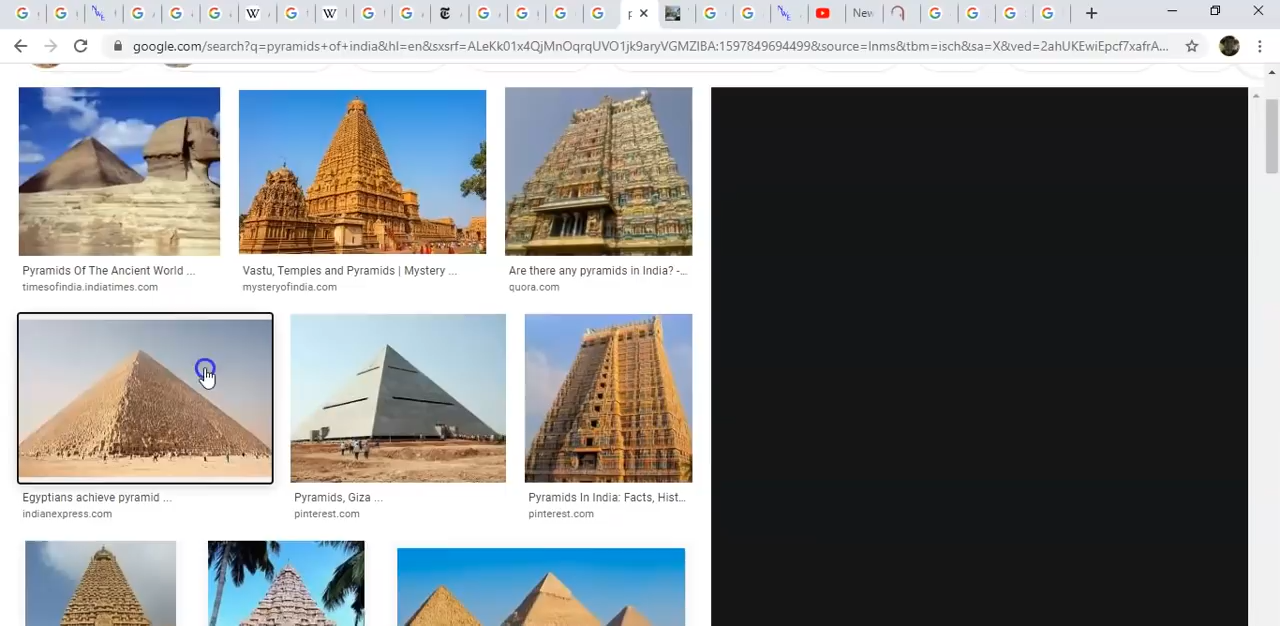 New
google.com/search?q=pyramids+of+india&hl=en&sxsrf=ALeKk01x4QjMnOqrqUVO1jk9aryVGMZIBA:1597849694499&source=lnms&tbm=isch&sa=X&ved=2ahUKEwiEpcf7xafrA...
Pyramids Of The Ancient World ...
timesofindia.indiatimes.com
Vastu, Temples and Pyramids | Mystery ...
mysteryofindia.com
Are there any pyramids in India? -...
quora.com
Egyptians achieve pyramid ...
indianexpress.com
Pyramids, Giza ...
pinterest.com
Pyramids In India: Facts, Hist...
pinterest.com